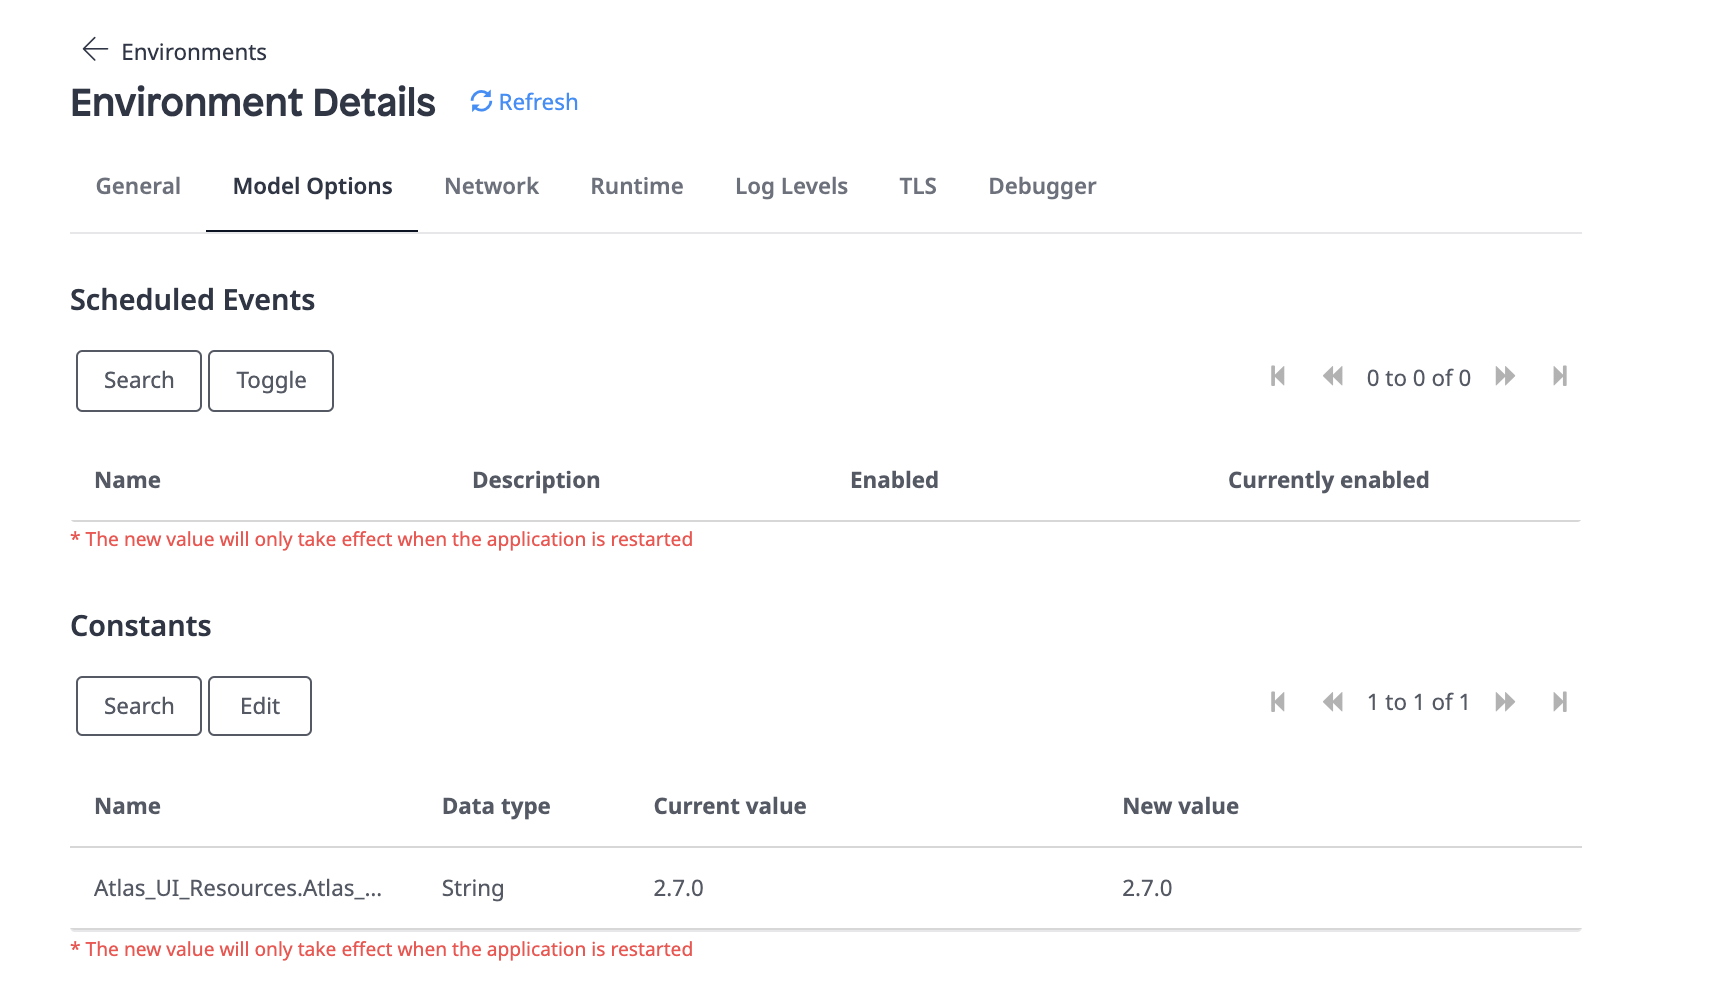 Environments
Environment Details Refresh
General Model Options Network Runtime Log Levels TLS Debugger
Scheduled Events
Search Toggle 0 to 0 of 0
Name Description Enabled Currently enabled
* The new value will only take effect when the application is restarted
Constants
Search Edit 1 to 1 of 1
Name Data type Current value New value
Atlas_UI_Resources.Atlas_... String 2.7.0 2.7.0
* The new value will only take effect when the application is restarted